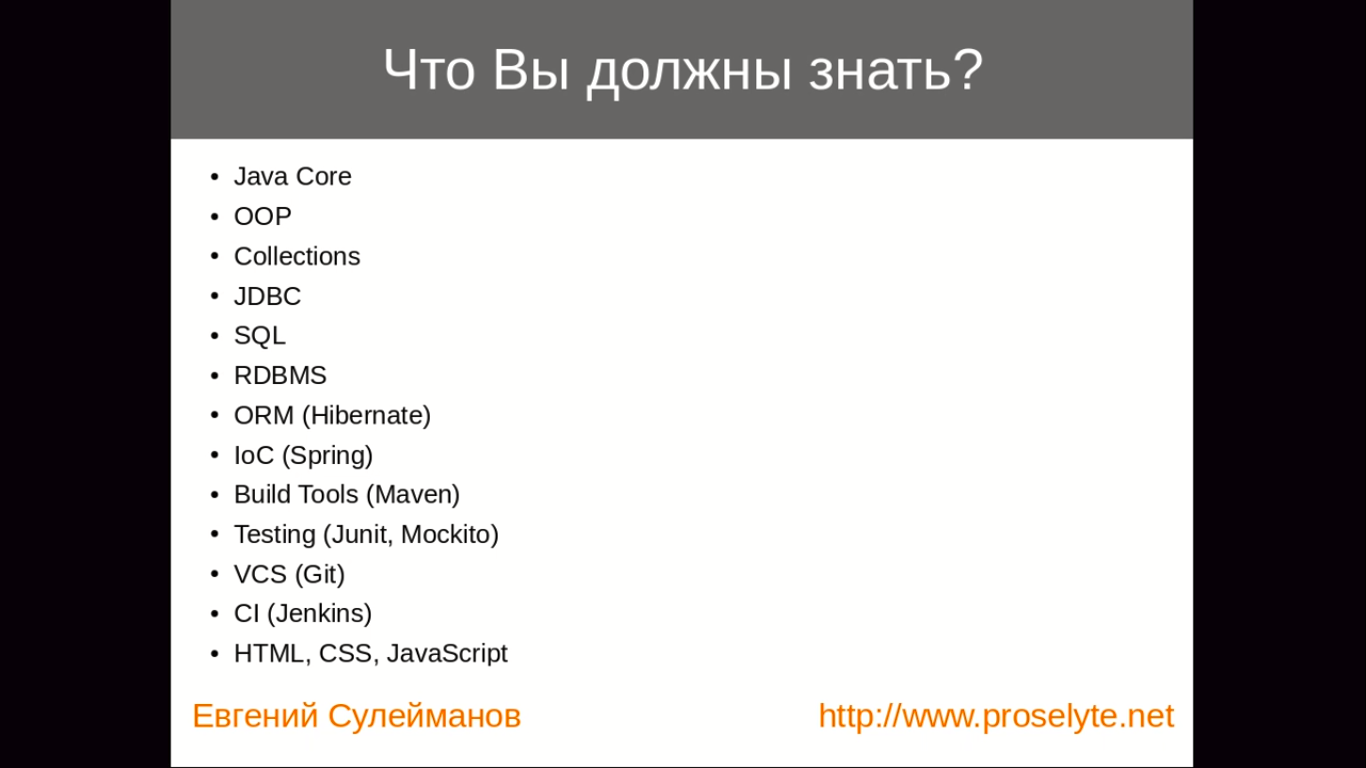 Что Вы должны знать?
• Java Core
• OOP
• Collections
• JDBC
• SQL
• RDBMS
• ORM (Hibernate)
• IoC (Spring)
• Build Tools (Maven)
• Testing (Junit, Mockito)
• VCS (Git)
• CI (Jenkins)
• HTML, CSS, JavaScript
Евгений Сулейманов http://www.proselyte.net